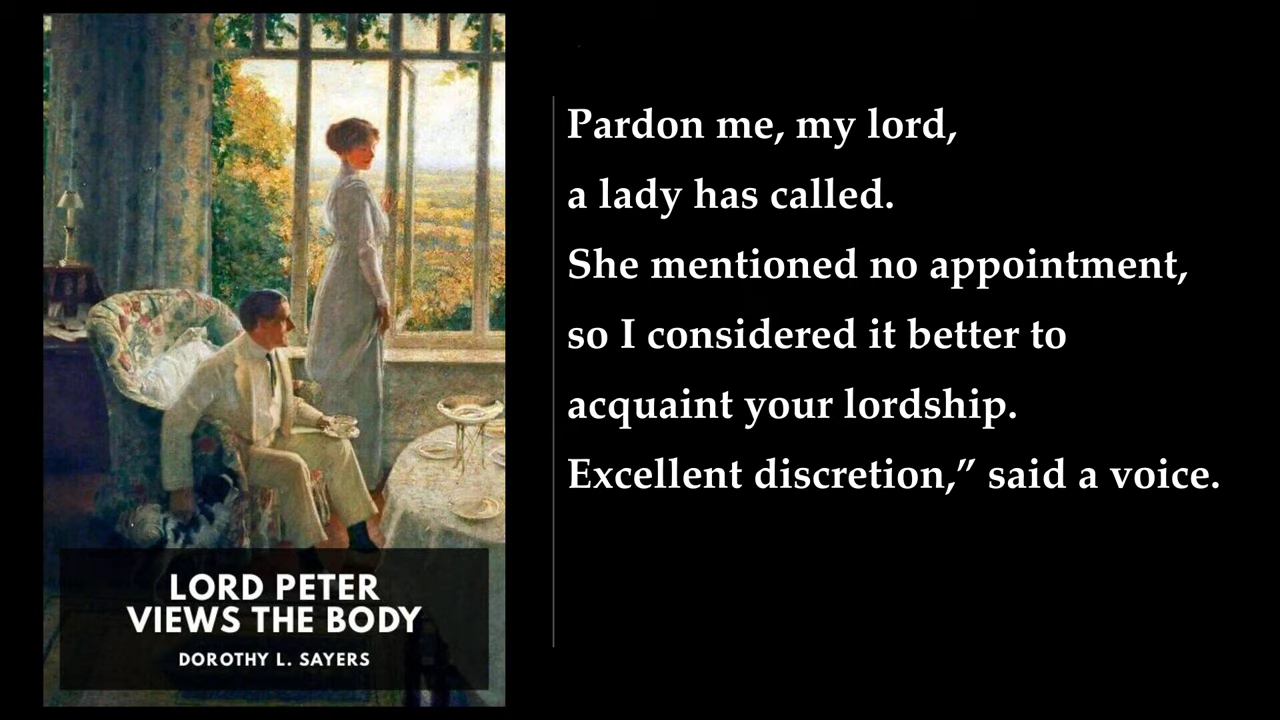 LORD PETER
VIEWS THE BODY
DOROTHY L. SAYERS
Pardon me, my lord,
a lady has called.
She mentioned no appointment,
so I considered it better to
acquaint your lordship.
Excellent discretion,” said a voice.